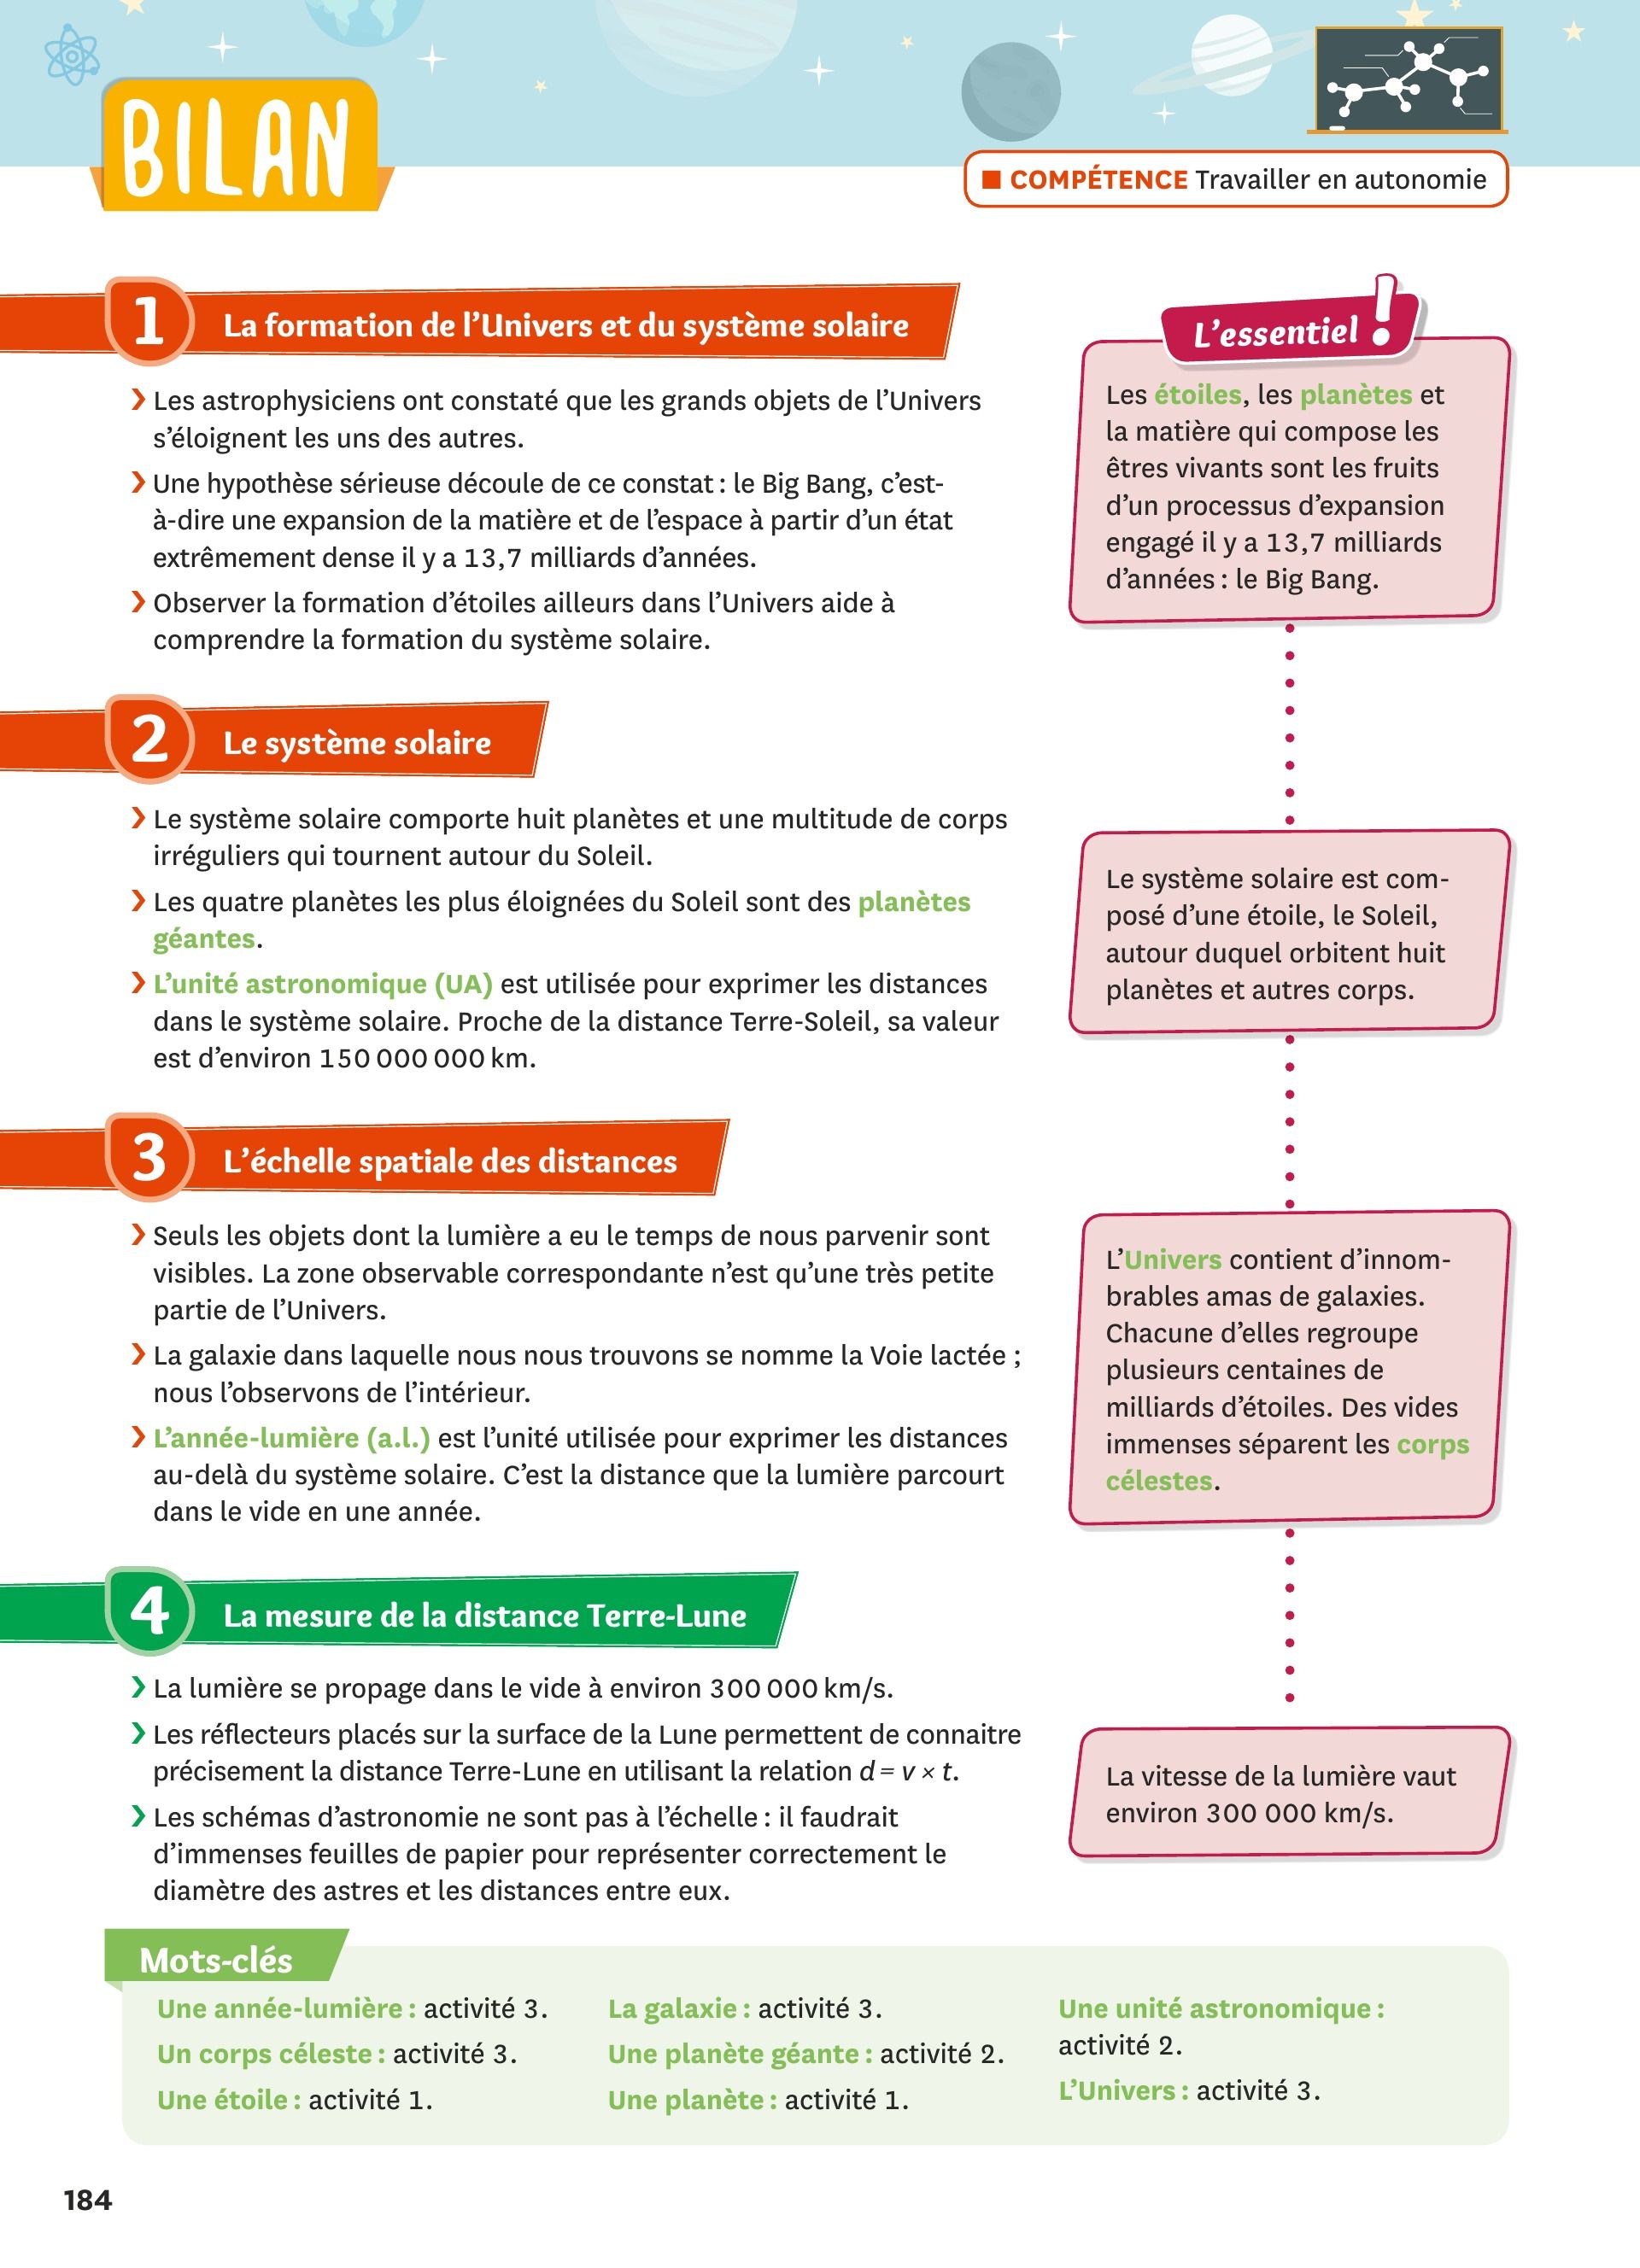 BILAN
■ COMPÉTENCE Travailler en autonomie
1 La formation de l’Univers et du système solaire
❯ Les astrophysiciens ont constaté que les grands objets de l’Univers
s’éloignent les uns des autres.
❯ Une hypothèse sérieuse découle de ce constat : le Big Bang, c’est-
à-dire une expansion de la matière et de l’espace à partir d’un état
extrêmement dense il y a 13,7 milliards d’années.
❯ Observer la formation d’étoiles ailleurs dans l’Univers aide à
comprendre la formation du système solaire.
L’essentiel !
Les étoiles, les planètes et
la matière qui compose les
êtres vivants sont les fruits
d’un processus d’expansion
engagé il y a 13,7 milliards
d’années : le Big Bang.
2 Le système solaire
❯ Le système solaire comporte huit planètes et une multitude de corps
irréguliers qui tournent autour du Soleil.
❯ Les quatre planètes les plus éloignées du Soleil sont des planètes
géantes.
❯ L’unité astronomique (UA) est utilisée pour exprimer les distances
dans le système solaire. Proche de la distance Terre-Soleil, sa valeur
est d’environ 150 000 000 km.
Le système solaire est com-
posé d’une étoile, le Soleil,
autour duquel orbitent huit
planètes et autres corps.
3 L’échelle spatiale des distances
❯ Seuls les objets dont la lumière a eu le temps de nous parvenir sont
visibles. La zone observable correspondante n’est qu’une très petite
partie de l’Univers.
❯ La galaxie dans laquelle nous nous trouvons se nomme la Voie lactée ;
nous l’observons de l’intérieur.
❯ L’année-lumière (a.l.) est l’unité utilisée pour exprimer les distances
au-delà du système solaire. C’est la distance que la lumière parcourt
dans le vide en une année.
L’Univers contient d’innom-
brables amas de galaxies.
Chacune d’elles regroupe
plusieurs centaines de
milliards d’étoiles. Des vides
immenses séparent les corps
célestes.
4 La mesure de la distance Terre-Lune
❯ La lumière se propage dans le vide à environ 300 000 km/s.
❯ Les réflecteurs placés sur la surface de la Lune permettent de connaitre
précisément la distance Terre-Lune en utilisant la relation d = v × t.
❯ Les schémas d’astronomie ne sont pas à l’échelle : il faudrait
d’immenses feuilles de papier pour représenter correctement le
diamètre des astres et les distances entre eux.
La vitesse de la lumière vaut
environ 300 000 km/s.
Mots-clés
Une année-lumière : activité 3.
Un corps céleste : activité 3.
Une étoile : activité 1.
La galaxie : activité 3.
Une planète géante : activité 2.
Une planète : activité 1.
Une unité astronomique :
activité 2.
L’Univers : activité 3.
184